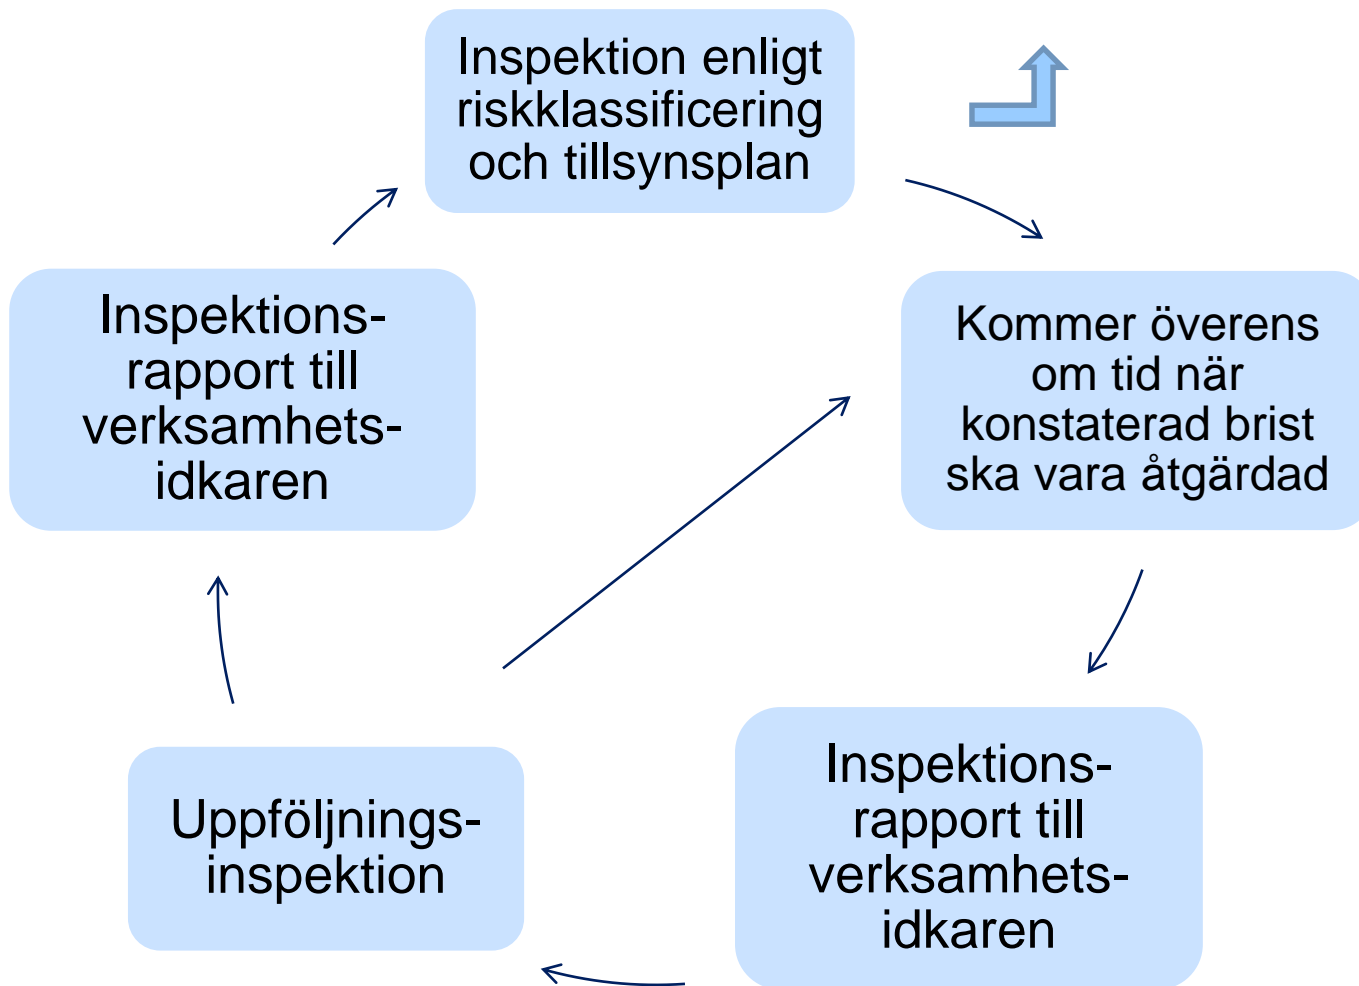 Inspektion enligt
riskklassificering
och tillsynsplan
Kommer överens
om tid när
konstaterad brist
ska vara åtgärdad
Inspektions-
rapport till
verksamhets-
idkaren
Uppföljnings-
inspektion
Inspektions-
rapport till
verksamhets-
idkaren